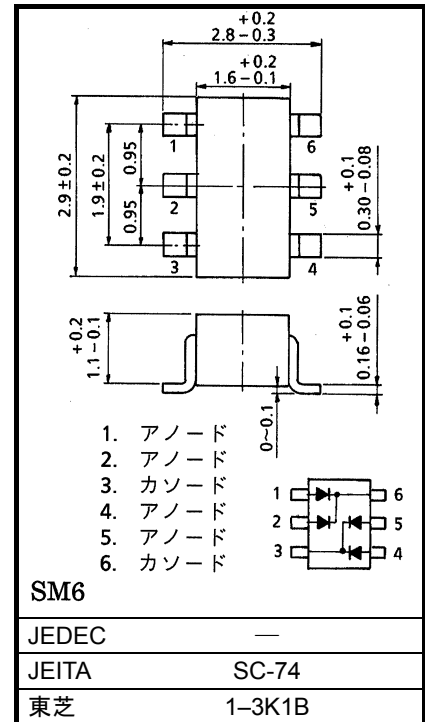 +0.2
2.8−0.3
+0.2
1.6−0.1
1
6
2
5
3
4
2.9±0.2
1.9±0.2
0.95
0.95
+0.1
0.30−0.08
+0.2
1.1−0.1
+0.1
0.16−0.06
0~0.1
1. アノード
2. アノード
3. カソード
4. アノード
5. アノード
6. カソード
1
6
2
5
3
4
SM6
JEDEC —
JEITA SC-74
東芝 1–3K1B